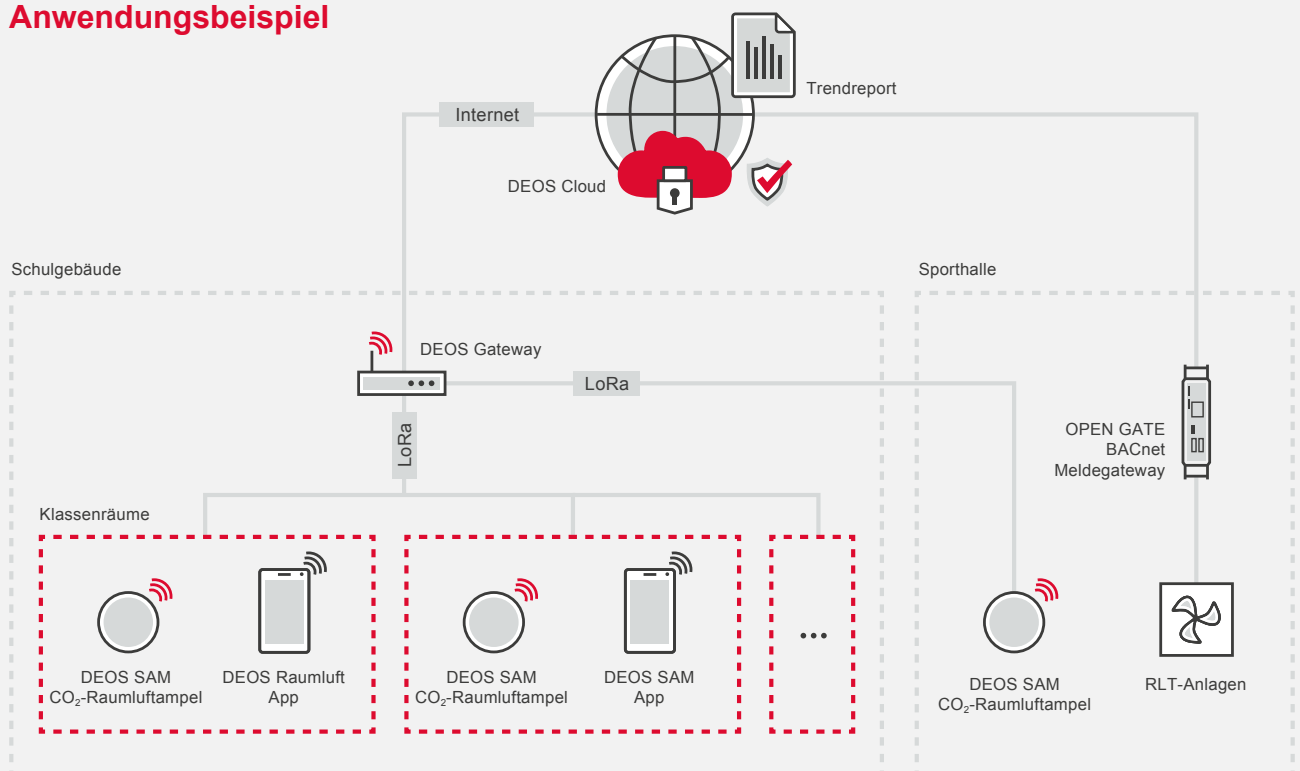 Anwendungsbeispiel
Trendreport
Internet
DEOS Cloud
Schulgebäude
Sporthalle
DEOS Gateway
LoRa
LoRa
OPEN GATE
BACnet
Meldegateway
Klassenräume
DEOS SAM
CO₂-Raumluftampel
DEOS Raumluft
App
DEOS SAM
CO₂-Raumluftampel
DEOS SAM
App
...
DEOS SAM
CO₂-Raumluftampel
RLT-Anlagen